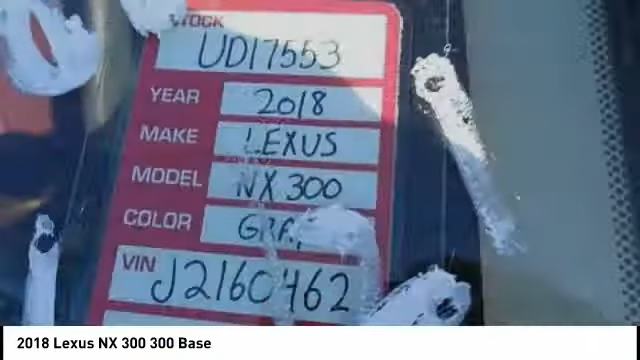 STOCK
UD17553
YEAR 2018
MAKE LEXUS
MODEL NX 300
COLOR
VIN J2160462
2018 Lexus NX 300 300 Base